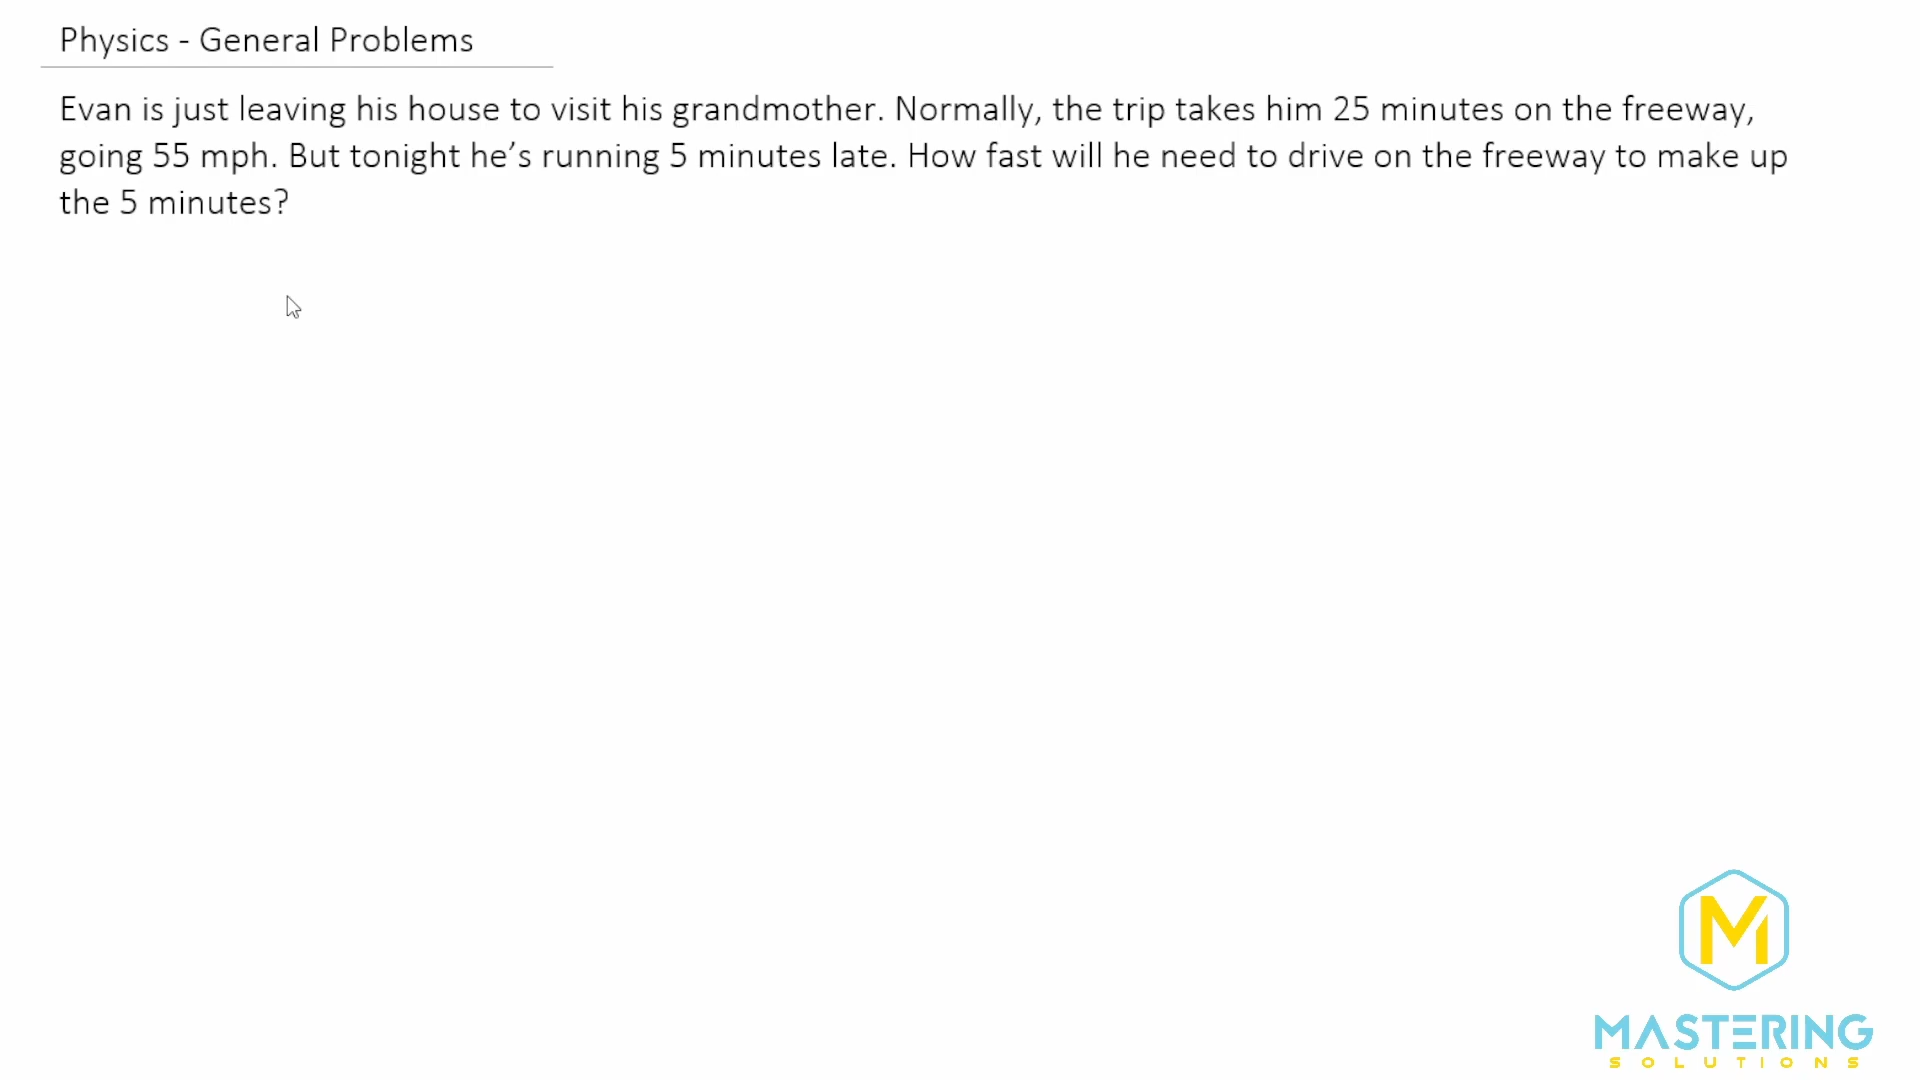 Physics - General Problems
Evan is just leaving his house to visit his grandmother. Normally, the trip takes him 25 minutes on the freeway,
going 55 mph. But tonight he’s running 5 minutes late. How fast will he need to drive on the freeway to make up
the 5 minutes?
M
MASTERING
SOLUTIONS